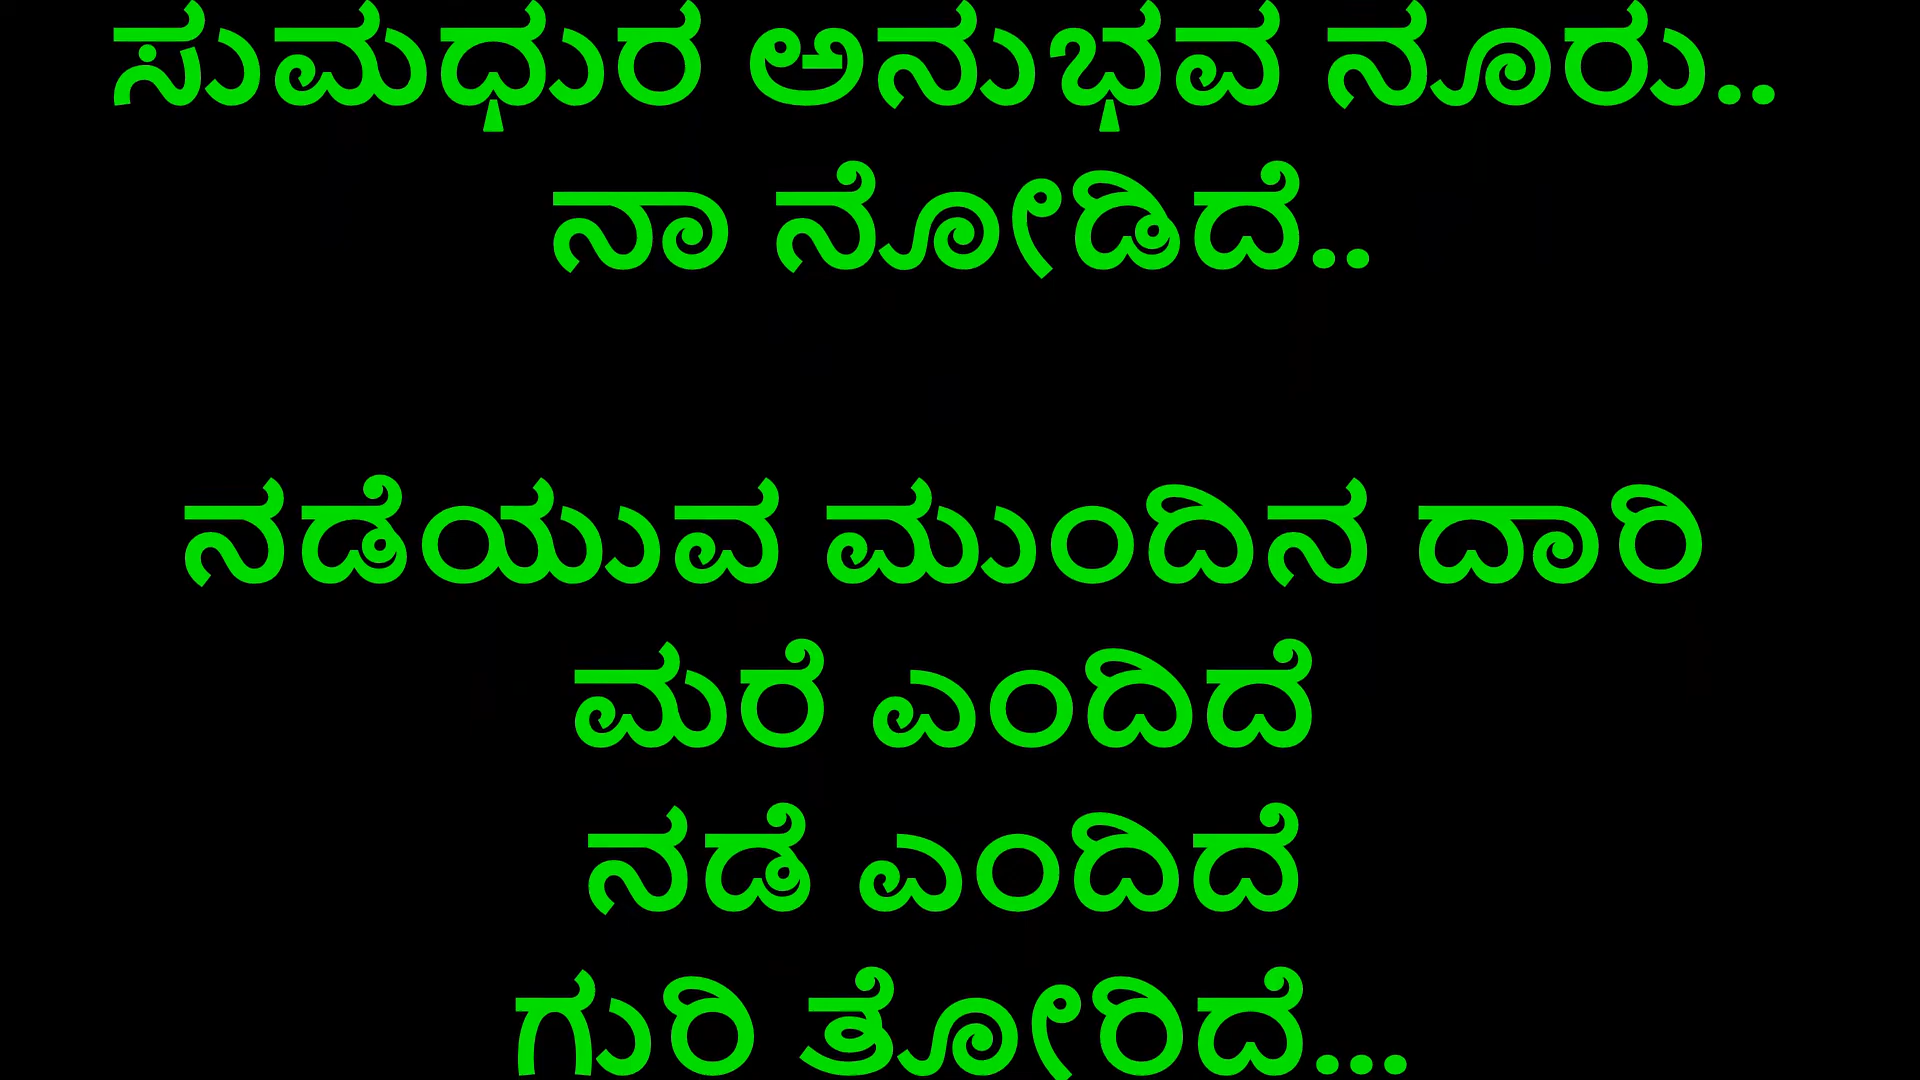 ಸುಮಧುರ ಅನುಭವ ನೂರು..
ನಾ ನೋಡಿದೆ..
ನಡೆಯುವ ಮುಂದಿನ ದಾರಿ
ಮರೆ ಎಂದಿದೆ
ನಡೆ ಎಂದಿದೆ
ಗುರಿ ತೋರಿದೆ...